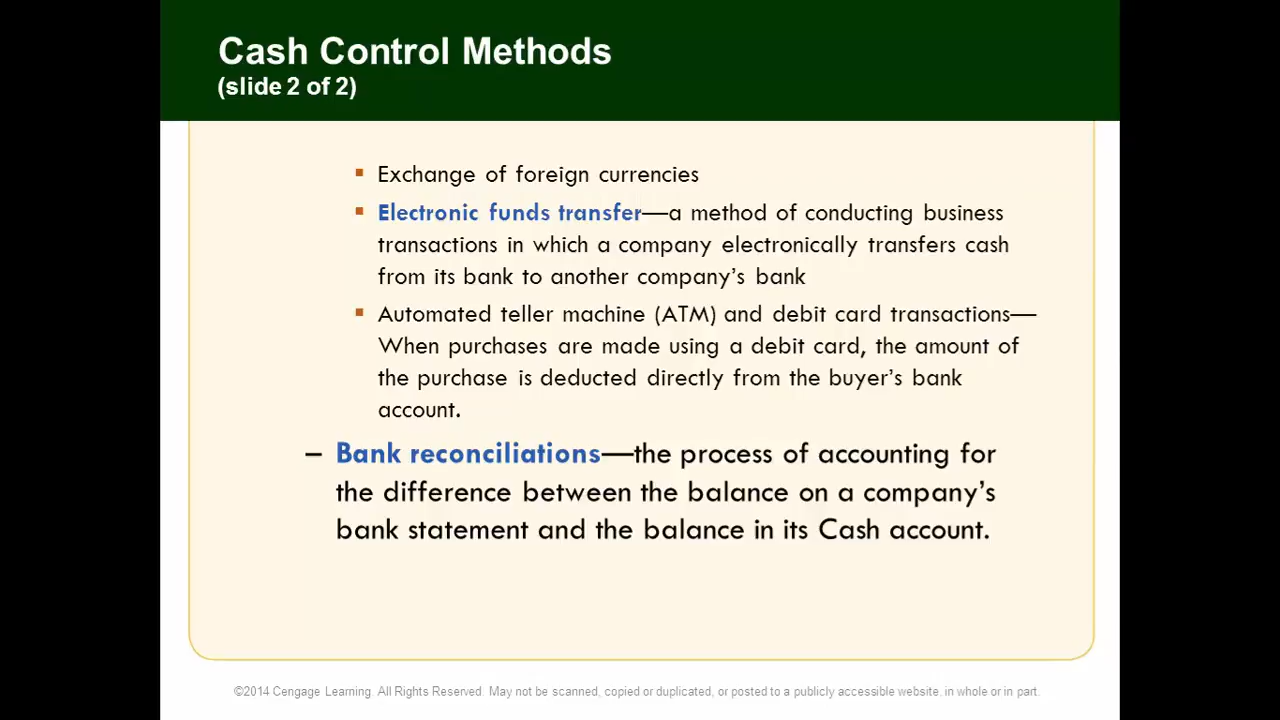 Cash Control Methods
(slide 2 of 2)
▪ Exchange of foreign currencies
▪ Electronic funds transfer—a method of conducting business
transactions in which a company electronically transfers cash
from its bank to another company's bank
▪ Automated teller machine (ATM) and debit card transactions—
When purchases are made using a debit card, the amount of
the purchase is deducted directly from the buyer's bank
account.
– Bank reconciliations—the process of accounting for
the difference between the balance on a company's
bank statement and the balance in its Cash account.
©2014 Cengage Learning. All Rights Reserved. May not be scanned, copied or duplicated, or posted to a publicly accessible website, in whole or in part.